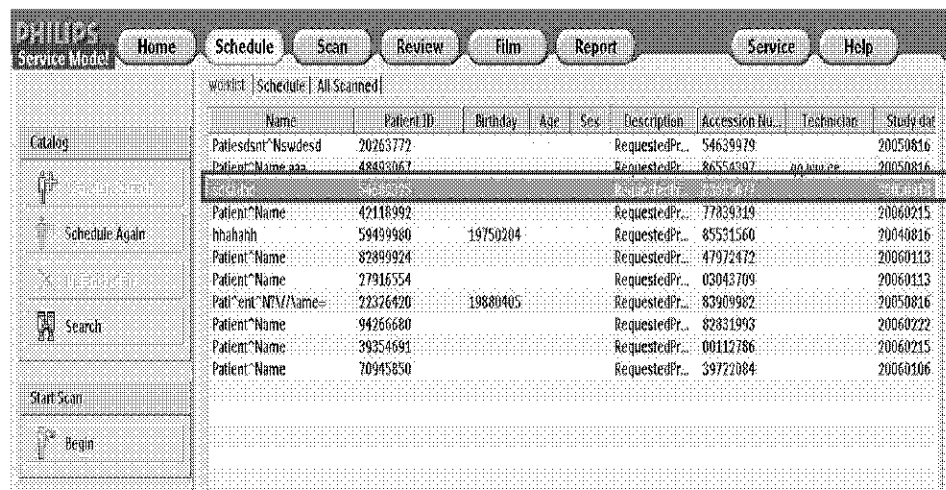 PHILIPS
Service Mode!
Home Schedule Scan Review Film Report Service Help
worklist Schedule All Scanned
Name Patient ID Birthday Age Sex Description Accession Nu... Technician Study dat
Catalog
Patiesdsnt^Nswdesd 20263772 RequestedPr... 54639979 20050816
Patient^Name aaa 48493067 RequestedPr... 86554397 20050816
Patient^Name 42118992 RequestedPr... 77839319 20060215
Schedule Again
hhahahh 59499980 19750204 RequestedPr... 85531560 20040816
Patient^Name 82899924 RequestedPr... 47972472 20060113
Patient^Name 27916554 RequestedPr... 03043709 20060113
22326420 19880405 RequestedPr... 83909982 20050816
Search
Patient^Name 94266680 RequestedPr... 82831993 20060222
Patient^Name 39354691 RequestedPr... 00112786 20060215
Patient^Name 70945850 RequestedPr... 39722084 20060106
Start Scan
Begin